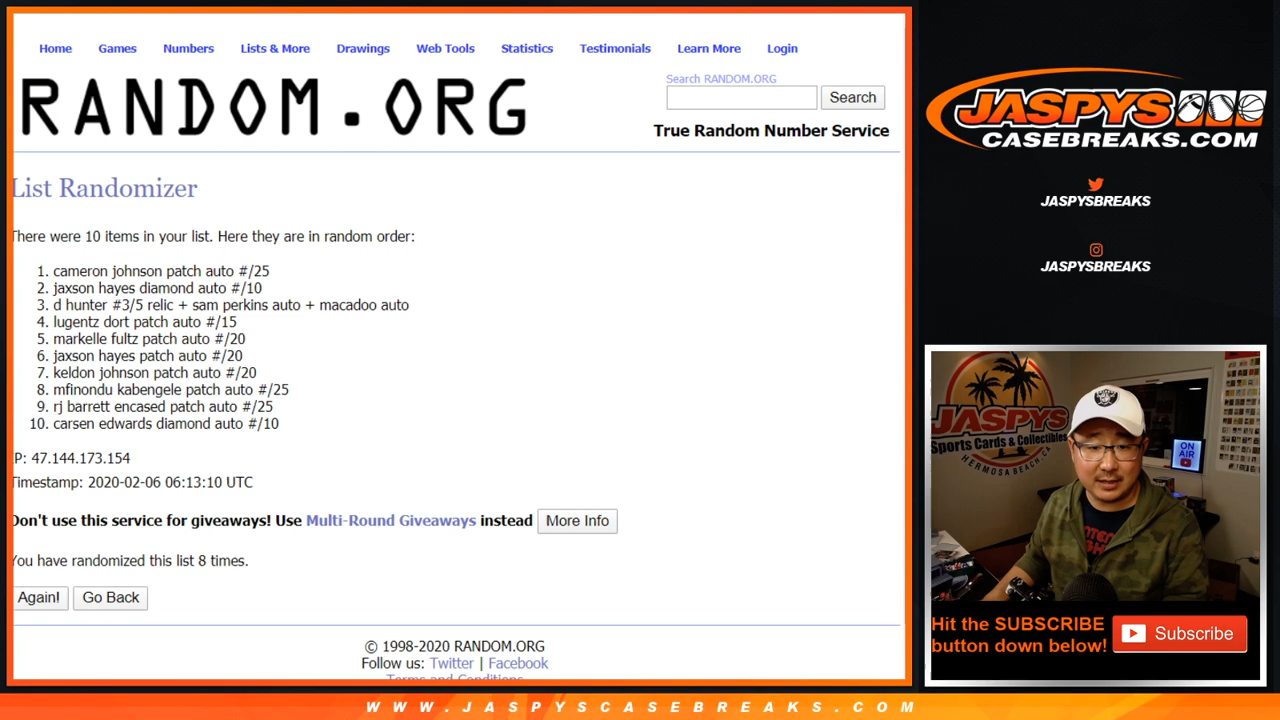 Home Games Numbers Lists & More Drawings Web Tools Statistics Testimonials Learn More Login
RANDOM.ORG
Search RANDOM.ORG
Search
True Random Number Service
List Randomizer
There were 10 items in your list. Here they are in random order:
1. cameron johnson patch auto #/25
2. jaxson hayes diamond auto #/10
3. d hunter #3/5 relic + sam perkins auto + macadoo auto
4. lugentz dort patch auto #/15
5. markelle fultz patch auto #/20
6. jaxson hayes patch auto #/20
7. keldon johnson patch auto #/20
8. mfinondu kabengele patch auto #/25
9. rj barrett encased patch auto #/25
10. carsen edwards diamond auto #/10
IP: 47.144.173.154
Timestamp: 2020-02-06 06:13:10 UTC
Don't use this service for giveaways! Use Multi-Round Giveaways instead More Info
You have randomized this list 8 times.
Again! Go Back
© 1998-2020 RANDOM.ORG
Follow us: Twitter | Facebook
Terms and Conditions
JASPYS
CASEBREAKS.COM
JASPYSBREAKS
JASPYSBREAKS
JASPYS
Sports Cards & Collectibles
HERMOSA BEACH, CA
ON
AIR
Hit the SUBSCRIBE
button down below!
Subscribe
WWW.JASPYSCASEBREAKS.COM